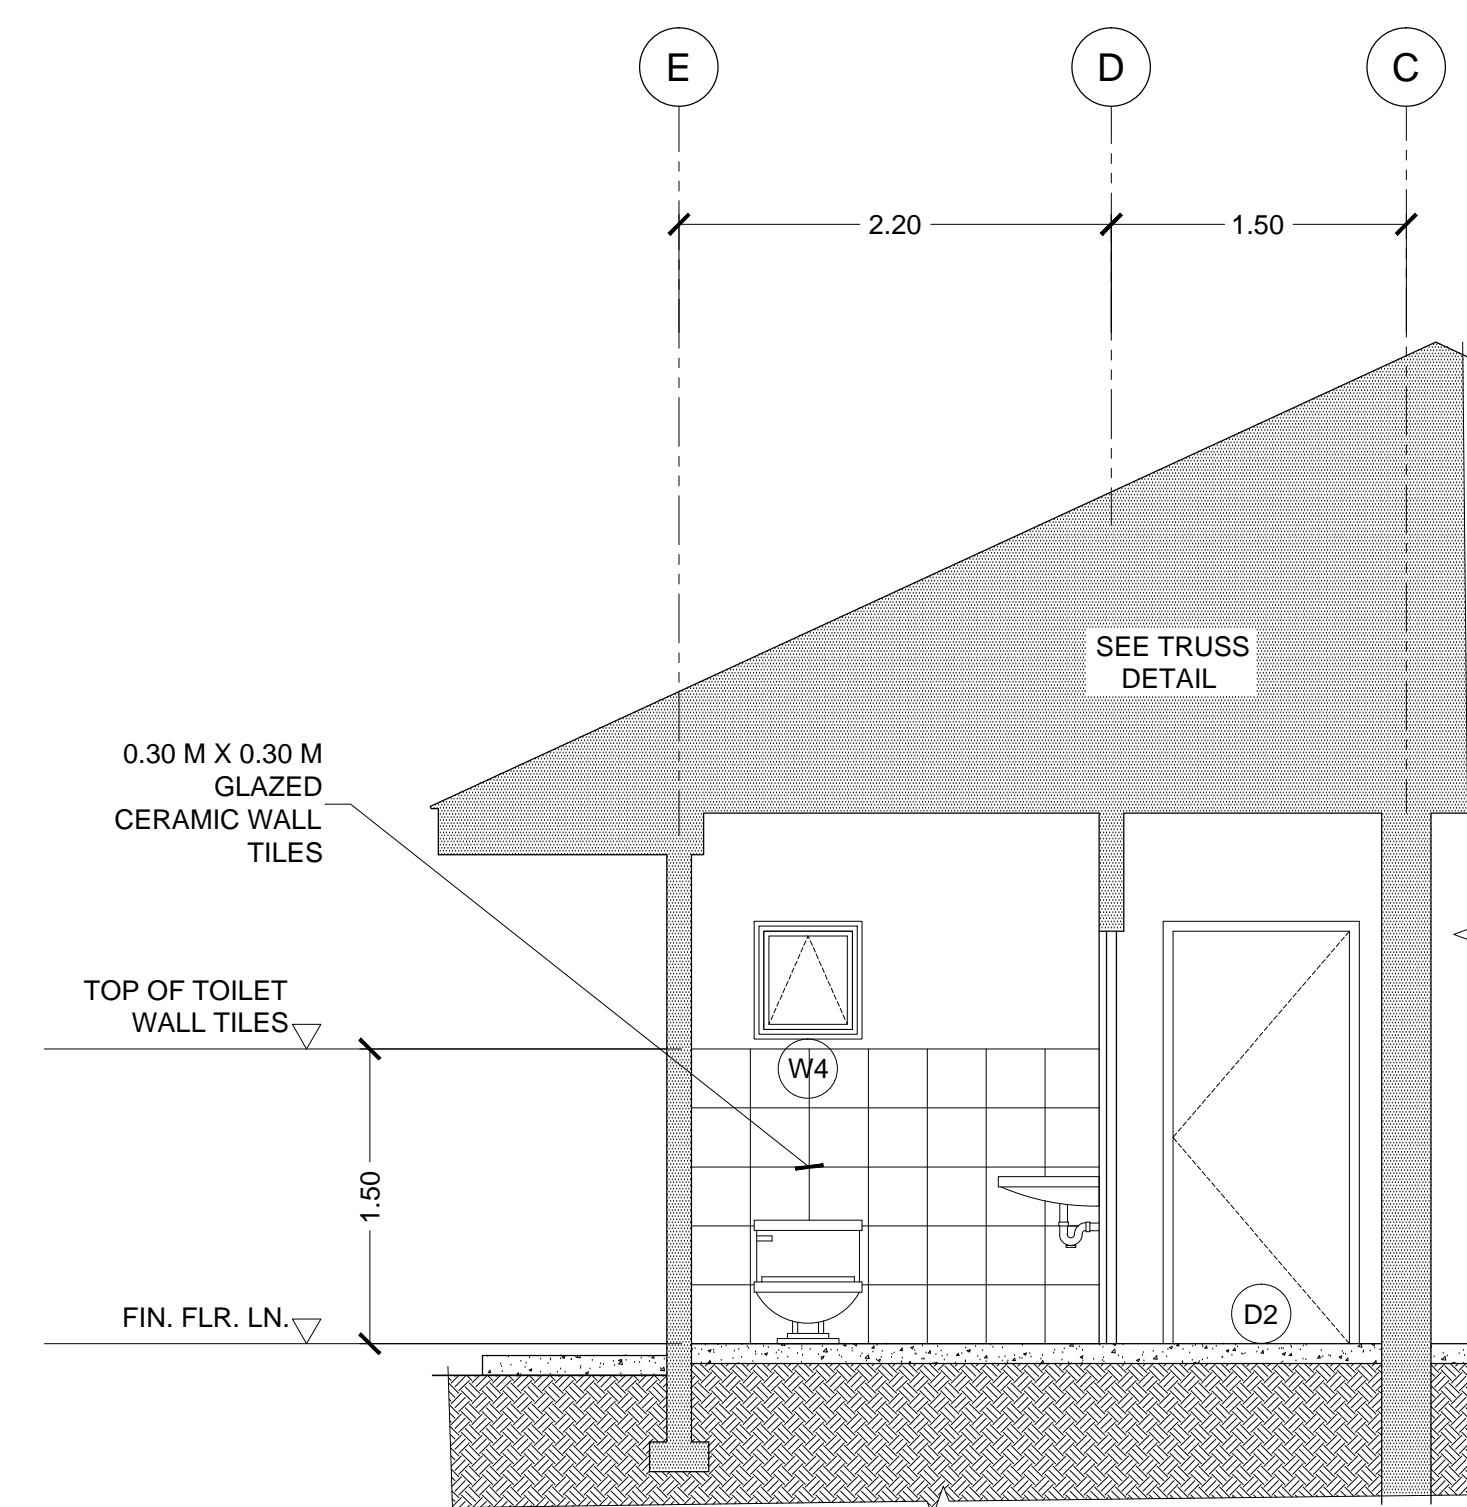 E
D
C
2.20
1.50
SEE TRUSS
DETAIL
0.30 M X 0.30 M
GLAZED
CERAMIC WALL
TILES
TOP OF TOILET
WALL TILES
W4
1.50
FIN. FLR. LN.
D2